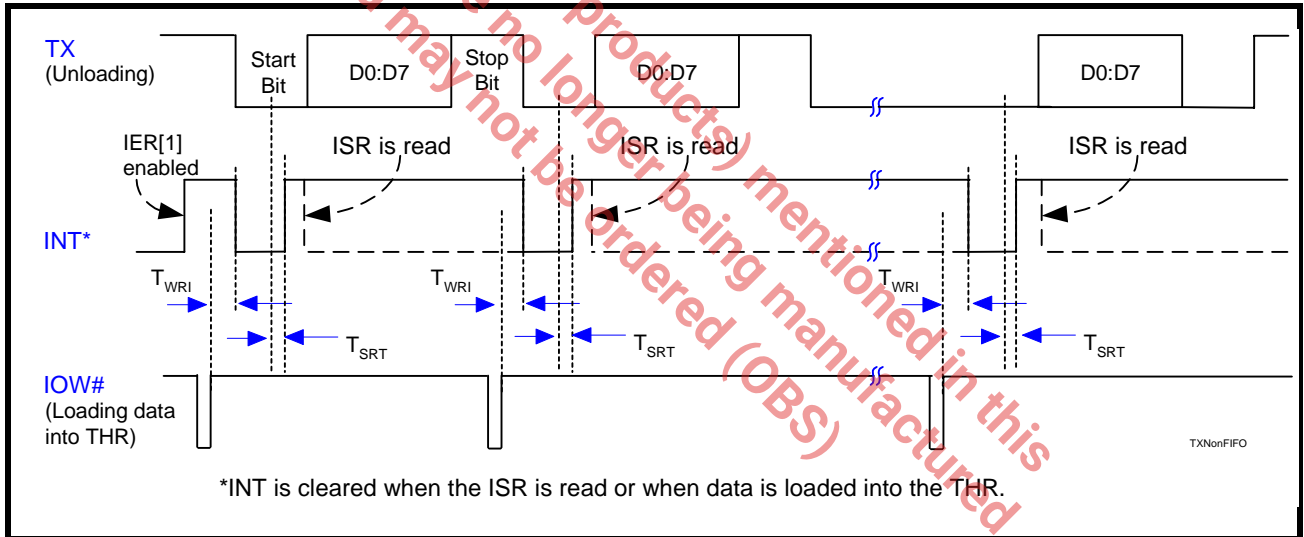 TX
(Unloading)
Start
Bit
D0:D7
Stop
Bit
D0:D7
D0:D7
IER[1]
enabled
ISR is read
ISR is read
ISR is read
INT*
TWRI
TSRT
TWRI
TSRT
TWRI
TSRT
IOW#
(Loading data
into THR)
TXNonFIFO
*INT is cleared when the ISR is read or when data is loaded into the THR.
products) mentioned in this
no longer being manufactured
may not be ordered (OBS)